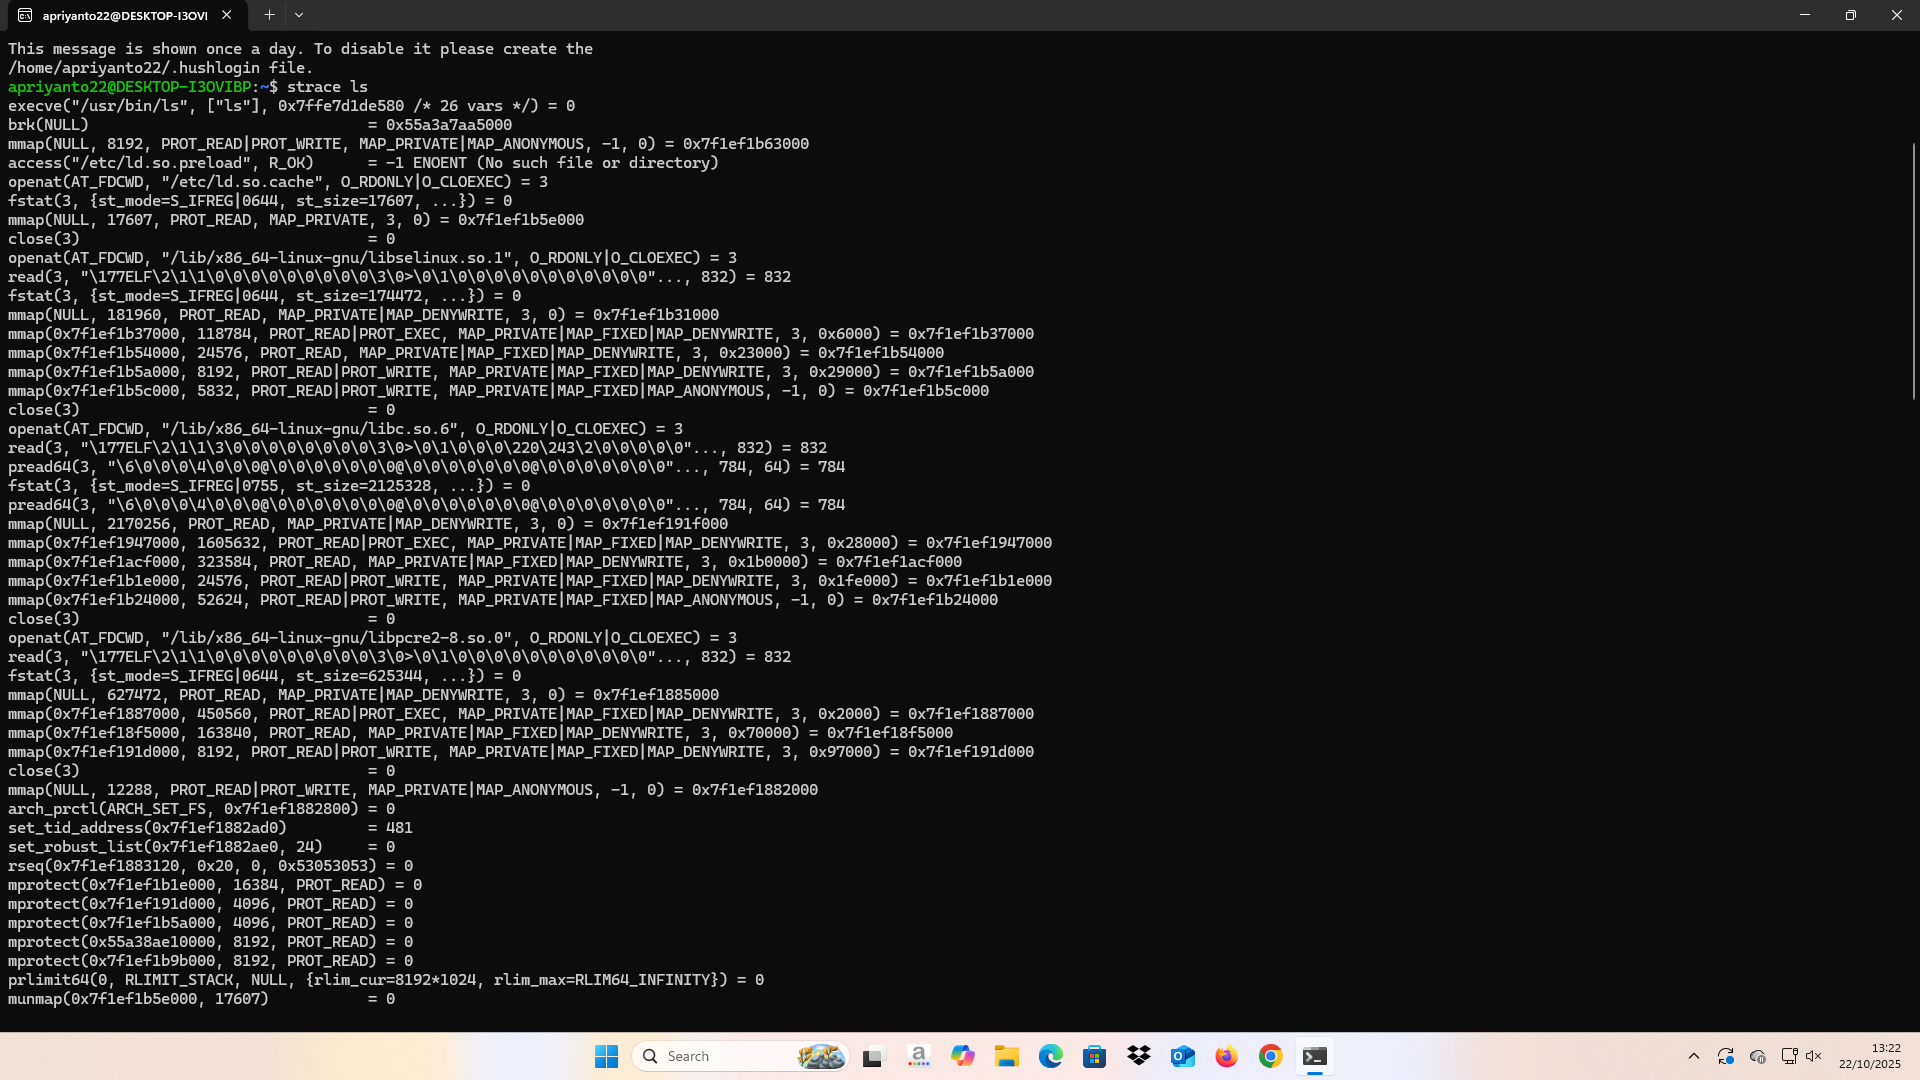 apriyanto22@DESKTOP-I3OVI
This message is shown once a day. To disable it please create the
/home/apriyanto22/.hushlogin file.
apriyanto22@DESKTOP-I3OVIBP:~$ strace ls
execve("/usr/bin/ls", ["ls"], 0x7ffe7d1de580 /* 26 vars */) = 0
brk(NULL)                               = 0x55a3a7aa5000
mmap(NULL, 8192, PROT_READ|PROT_WRITE, MAP_PRIVATE|MAP_ANONYMOUS, -1, 0) = 0x7f1ef1b63000
access("/etc/ld.so.preload", R_OK)      = -1 ENOENT (No such file or directory)
openat(AT_FDCWD, "/etc/ld.so.cache", O_RDONLY|O_CLOEXEC) = 3
fstat(3, {st_mode=S_IFREG|0644, st_size=17607, ...}) = 0
mmap(NULL, 17607, PROT_READ, MAP_PRIVATE, 3, 0) = 0x7f1ef1b5e000
close(3)                                = 0
openat(AT_FDCWD, "/lib/x86_64-linux-gnu/libselinux.so.1", O_RDONLY|O_CLOEXEC) = 3
read(3, "\177ELF\2\1\1\0\0\0\0\0\0\0\0\0\3\0>\0\1\0\0\0\0\0\0\0\0\0\0\0"..., 832) = 832
fstat(3, {st_mode=S_IFREG|0644, st_size=174472, ...}) = 0
mmap(NULL, 181960, PROT_READ, MAP_PRIVATE|MAP_DENYWRITE, 3, 0) = 0x7f1ef1b31000
mmap(0x7f1ef1b37000, 118784, PROT_READ|PROT_EXEC, MAP_PRIVATE|MAP_FIXED|MAP_DENYWRITE, 3, 0x6000) = 0x7f1ef1b37000
mmap(0x7f1ef1b54000, 24576, PROT_READ, MAP_PRIVATE|MAP_FIXED|MAP_DENYWRITE, 3, 0x23000) = 0x7f1ef1b54000
mmap(0x7f1ef1b5a000, 8192, PROT_READ|PROT_WRITE, MAP_PRIVATE|MAP_FIXED|MAP_DENYWRITE, 3, 0x29000) = 0x7f1ef1b5a000
mmap(0x7f1ef1b5c000, 5832, PROT_READ|PROT_WRITE, MAP_PRIVATE|MAP_FIXED|MAP_ANONYMOUS, -1, 0) = 0x7f1ef1b5c000
close(3)                                = 0
openat(AT_FDCWD, "/lib/x86_64-linux-gnu/libc.so.6", O_RDONLY|O_CLOEXEC) = 3
read(3, "\177ELF\2\1\1\3\0\0\0\0\0\0\0\0\3\0>\0\1\0\0\0\220\243\2\0\0\0\0\0"..., 832) = 832
pread64(3, "\6\0\0\0\4\0\0\0@\0\0\0\0\0\0\0@\0\0\0\0\0\0\0@\0\0\0\0\0\0\0"..., 784, 64) = 784
fstat(3, {st_mode=S_IFREG|0755, st_size=2125328, ...}) = 0
pread64(3, "\6\0\0\0\4\0\0\0@\0\0\0\0\0\0\0@\0\0\0\0\0\0\0@\0\0\0\0\0\0\0"..., 784, 64) = 784
mmap(NULL, 2170256, PROT_READ, MAP_PRIVATE|MAP_DENYWRITE, 3, 0) = 0x7f1ef191f000
mmap(0x7f1ef1947000, 1605632, PROT_READ|PROT_EXEC, MAP_PRIVATE|MAP_FIXED|MAP_DENYWRITE, 3, 0x28000) = 0x7f1ef1947000
mmap(0x7f1ef1acf000, 323584, PROT_READ, MAP_PRIVATE|MAP_FIXED|MAP_DENYWRITE, 3, 0x1b0000) = 0x7f1ef1acf000
mmap(0x7f1ef1b1e000, 24576, PROT_READ|PROT_WRITE, MAP_PRIVATE|MAP_FIXED|MAP_DENYWRITE, 3, 0x1fe000) = 0x7f1ef1b1e000
mmap(0x7f1ef1b24000, 52624, PROT_READ|PROT_WRITE, MAP_PRIVATE|MAP_FIXED|MAP_ANONYMOUS, -1, 0) = 0x7f1ef1b24000
close(3)                                = 0
openat(AT_FDCWD, "/lib/x86_64-linux-gnu/libpcre2-8.so.0", O_RDONLY|O_CLOEXEC) = 3
read(3, "\177ELF\2\1\1\0\0\0\0\0\0\0\0\0\3\0>\0\1\0\0\0\0\0\0\0\0\0\0\0"..., 832) = 832
fstat(3, {st_mode=S_IFREG|0644, st_size=625344, ...}) = 0
mmap(NULL, 627472, PROT_READ, MAP_PRIVATE|MAP_DENYWRITE, 3, 0) = 0x7f1ef1885000
mmap(0x7f1ef1887000, 450560, PROT_READ|PROT_EXEC, MAP_PRIVATE|MAP_FIXED|MAP_DENYWRITE, 3, 0x2000) = 0x7f1ef1887000
mmap(0x7f1ef18f5000, 163840, PROT_READ, MAP_PRIVATE|MAP_FIXED|MAP_DENYWRITE, 3, 0x70000) = 0x7f1ef18f5000
mmap(0x7f1ef191d000, 8192, PROT_READ|PROT_WRITE, MAP_PRIVATE|MAP_FIXED|MAP_DENYWRITE, 3, 0x97000) = 0x7f1ef191d000
close(3)                                = 0
mmap(NULL, 12288, PROT_READ|PROT_WRITE, MAP_PRIVATE|MAP_ANONYMOUS, -1, 0) = 0x7f1ef1882000
arch_prctl(ARCH_SET_FS, 0x7f1ef1882800) = 0
set_tid_address(0x7f1ef1882ad0)         = 481
set_robust_list(0x7f1ef1882ae0, 24)     = 0
rseq(0x7f1ef1883120, 0x20, 0, 0x53053053) = 0
mprotect(0x7f1ef1b1e000, 16384, PROT_READ) = 0
mprotect(0x7f1ef191d000, 4096, PROT_READ) = 0
mprotect(0x7f1ef1b5a000, 4096, PROT_READ) = 0
mprotect(0x55a38ae10000, 8192, PROT_READ) = 0
mprotect(0x7f1ef1b9b000, 8192, PROT_READ) = 0
prlimit64(0, RLIMIT_STACK, NULL, {rlim_cur=8192*1024, rlim_max=RLIM64_INFINITY}) = 0
munmap(0x7f1ef1b5e000, 17607)           = 0
Search
13:22
22/10/2025